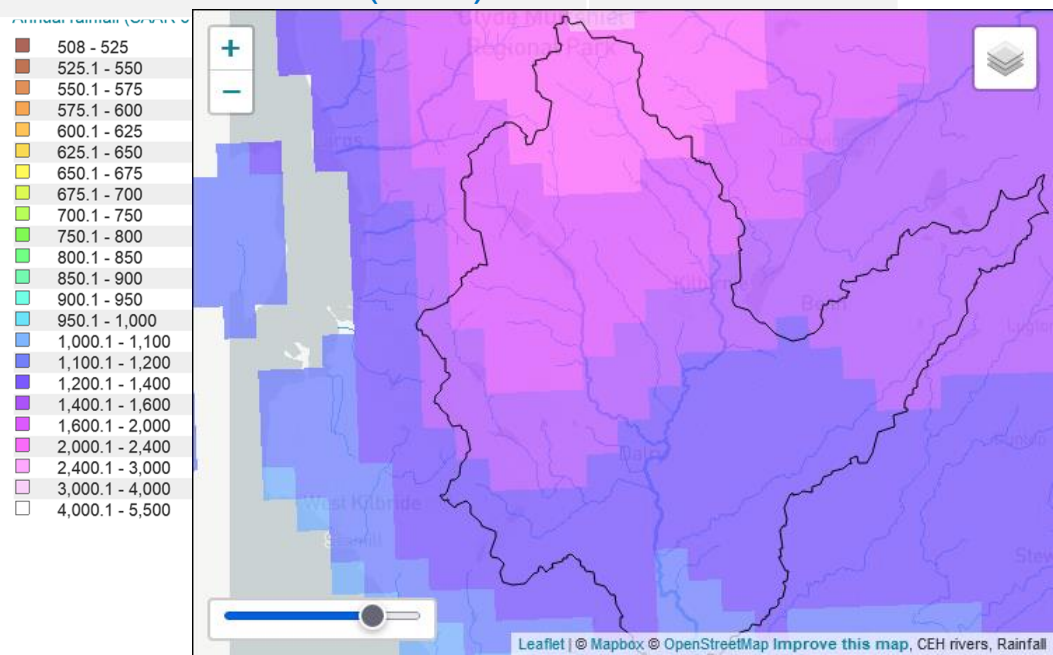 508 - 525
525.1 - 550
550.1 - 575
575.1 - 600
600.1 - 625
625.1 - 650
650.1 - 675
675.1 - 700
700.1 - 750
750.1 - 800
800.1 - 850
850.1 - 900
900.1 - 950
950.1 - 1,000
1,000.1 - 1,100
1,100.1 - 1,200
1,200.1 - 1,400
1,400.1 - 1,600
1,600.1 - 2,000
2,000.1 - 2,400
2,400.1 - 3,000
3,000.1 - 4,000
4,000.1 - 5,500
+
−
Regional Park
Largs
West Kilbride
Leaflet | © Mapbox © OpenStreetMap Improve this map, CEH rivers, Rainfall